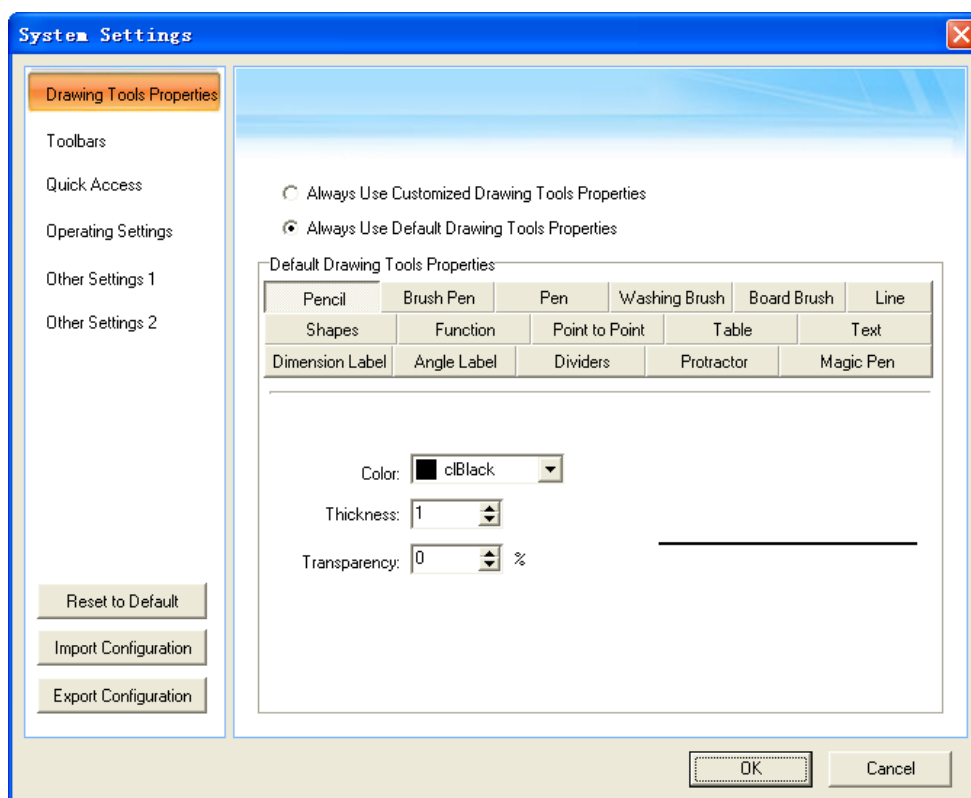 System Settings
Drawing Tools Properties
Toolbars
Quick Access
Operating Settings
Other Settings 1
Other Settings 2
Reset to Default
Import Configuration
Export Configuration
Always Use Customized Drawing Tools Properties
Always Use Default Drawing Tools Properties
Default Drawing Tools Properties
Pencil Brush Pen Pen Washing Brush Board Brush Line
Shapes Function Point to Point Table Text
Dimension Label Angle Label Dividers Protractor Magic Pen
Color: clBlack
Thickness: 1
Transparency: 0 %
OK Cancel